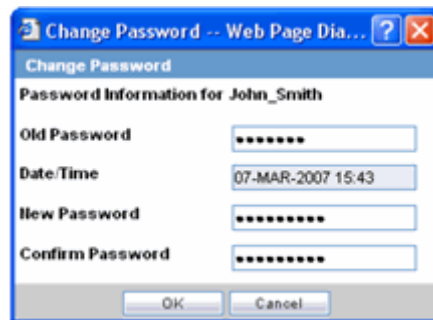 Change Password -- Web Page Dia...
Change Password
Password Information for John_Smith
Old Password •••••••
Date/Time 07-MAR-2007 15:43
New Password •••••••••
Confirm Password •••••••••
OK Cancel